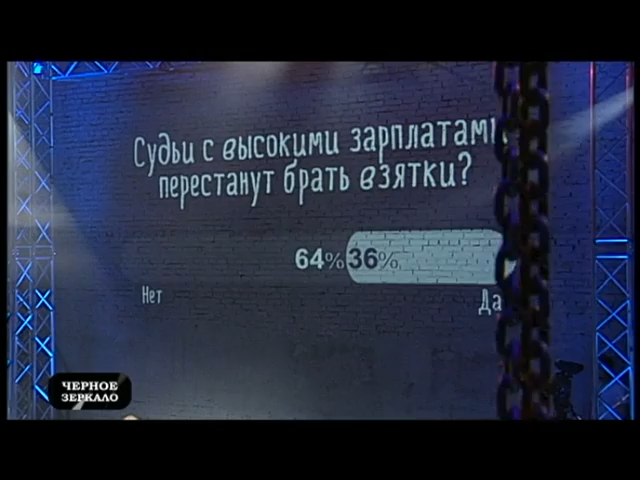 Судьи с высокими зарплатами
перестанут брать взятки?
64% 36%
Нет Да
ЧЕРНОЕ
ЗЕРКАЛО